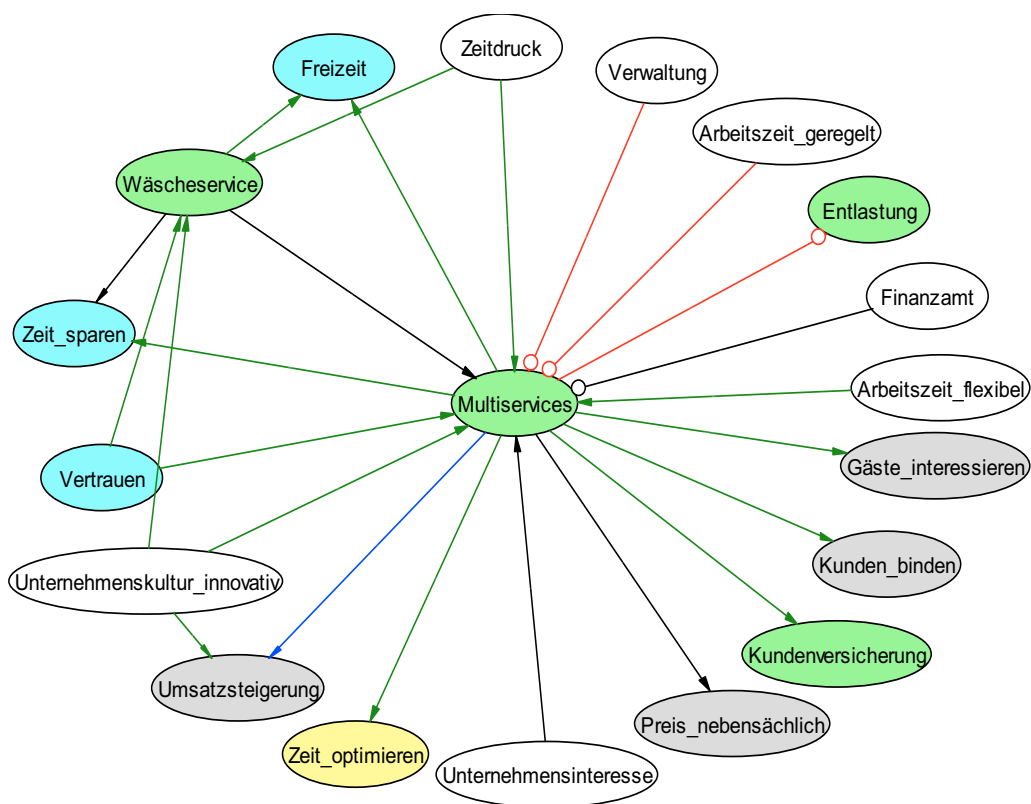 Zeitdruck
Freizeit
Verwaltung
Arbeitszeit_geregelt
Wäscheservice
Entlastung
Finanzamt
Zeit_sparen
Arbeitszeit_flexibel
Multiservices
Gäste_interessieren
Vertrauen
Kunden_binden
Unternehmenskultur_innovativ
Kundenversicherung
Umsatzsteigerung
Preis_nebensächlich
Zeit_optimieren
Unternehmensinteresse